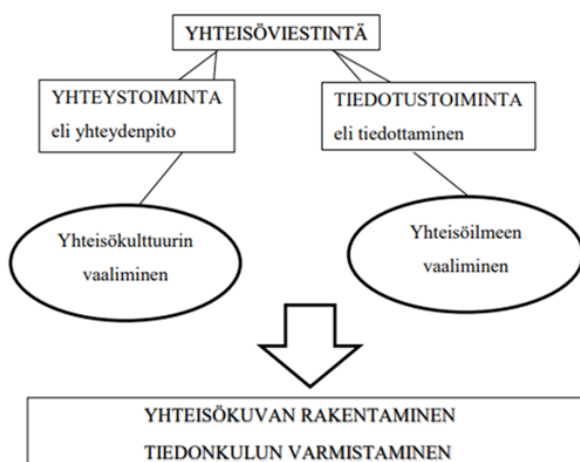 YHTEISÖVIESTINTÄ
YHTEYSTOIMINTA
eli yhteydenpito
TIEDOTUSTOIMINTA
eli tiedottaminen
Yhteisökulttuurin
vaaliminen
Yhteisöilmeen
vaaliminen
YHTEISÖKUVAN RAKENTAMINEN
TIEDONKULUN VARMISTAMINEN